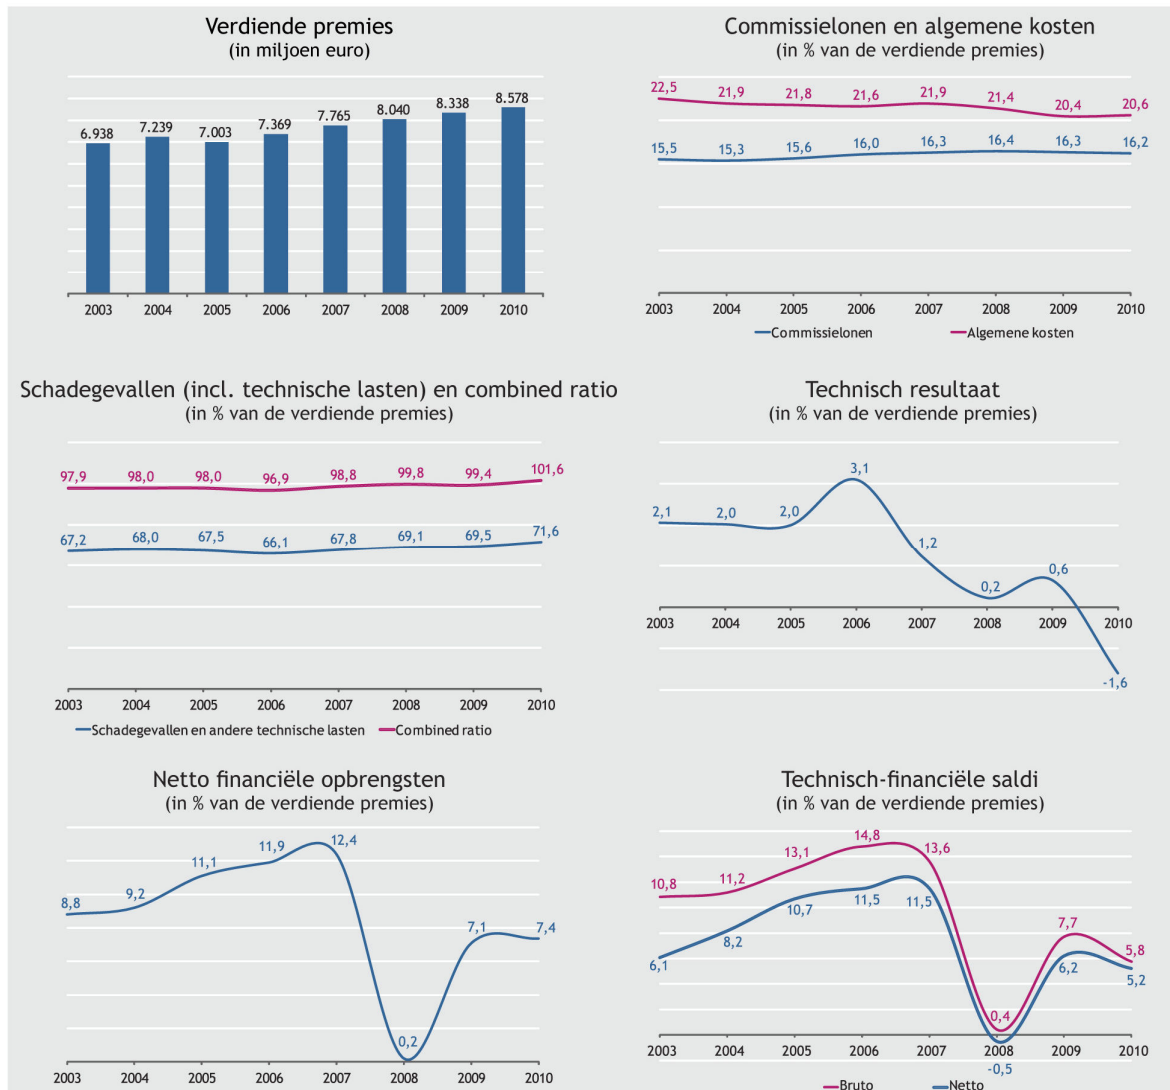 Verdiende premies
(in miljoen euro)
6.938
7.239
7.003
7.369
7.765
8.040
8.338
8.578
2003 2004 2005 2006 2007 2008 2009 2010
Commissielonen en algemene kosten
(in % van de verdiende premies)
22,5 21,9 21,8 21,6 21,9 21,4 20,4 20,6
15,5 15,3 15,6 16,0 16,3 16,4 16,3 16,2
2003 2004 2005 2006 2007 2008 2009 2010
Commissielonen Algemene kosten
Schadegevallen (incl. technische lasten) en combined ratio
(in % van de verdiende premies)
97,9 98,0 98,0 96,9 98,8 99,8 99,4 101,6
67,2 68,0 67,5 66,1 67,8 69,1 69,5 71,6
2003 2004 2005 2006 2007 2008 2009 2010
Schadegevallen en andere technische lasten Combined ratio
Technisch resultaat
(in % van de verdiende premies)
2,1 2,0 2,0 3,1 1,2 0,2 0,6 -1,6
2003 2004 2005 2006 2007 2008 2009 2010
Netto financiële opbrengsten
(in % van de verdiende premies)
8,8 9,2 11,1 11,9 12,4 0,2 7,1 7,4
2003 2004 2005 2006 2007 2008 2009 2010
Technisch-financiële saldi
(in % van de verdiende premies)
10,8 11,2 13,1 14,8 13,6 0,4 7,7 5,8
6,1 8,2 10,7 11,5 11,5 -0,5 6,2 5,2
2003 2004 2005 2006 2007 2008 2009 2010
Bruto Netto